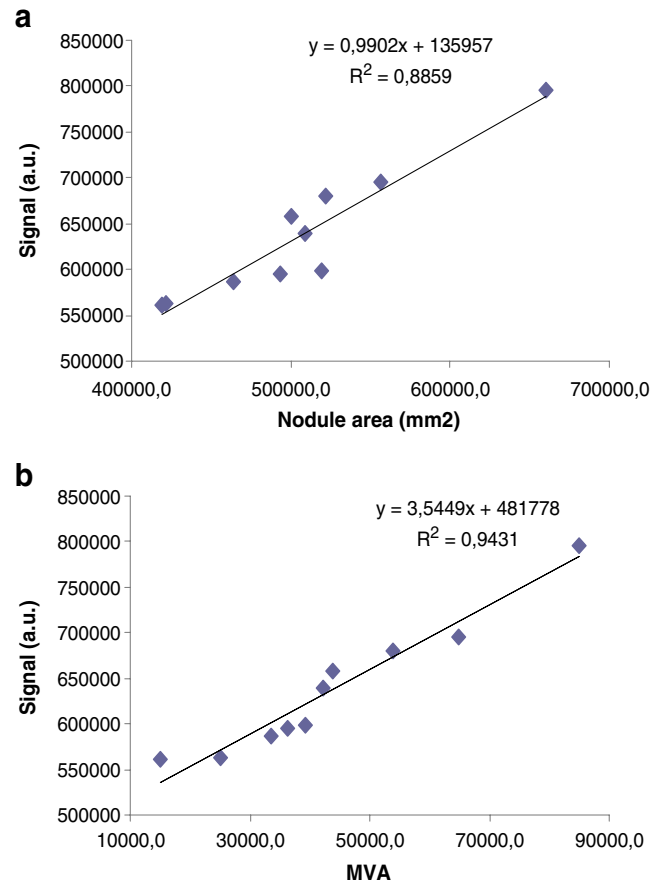 a
y = 0,9902x + 135957
R² = 0,8859
850000
800000
750000
700000
650000
600000
550000
500000
Signal (a.u.)
400000,0 500000,0 600000,0 700000,0
Nodule area (mm2)
b
y = 3,5449x + 481778
R² = 0,9431
850000
800000
750000
700000
650000
600000
550000
500000
Signal (a.u.)
10000,0 30000,0 50000,0 70000,0 90000,0
MVA